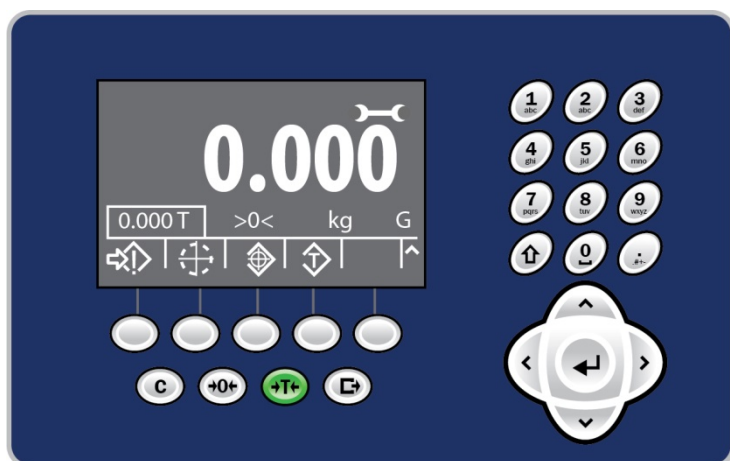 0.000
0.000 T >0< kg G
T
C →0← →T←
1 2 3
abc abc def
4 5 6
ghi jkl mno
7 8 9
pqrs tuv wxyz
0 .
.#+-